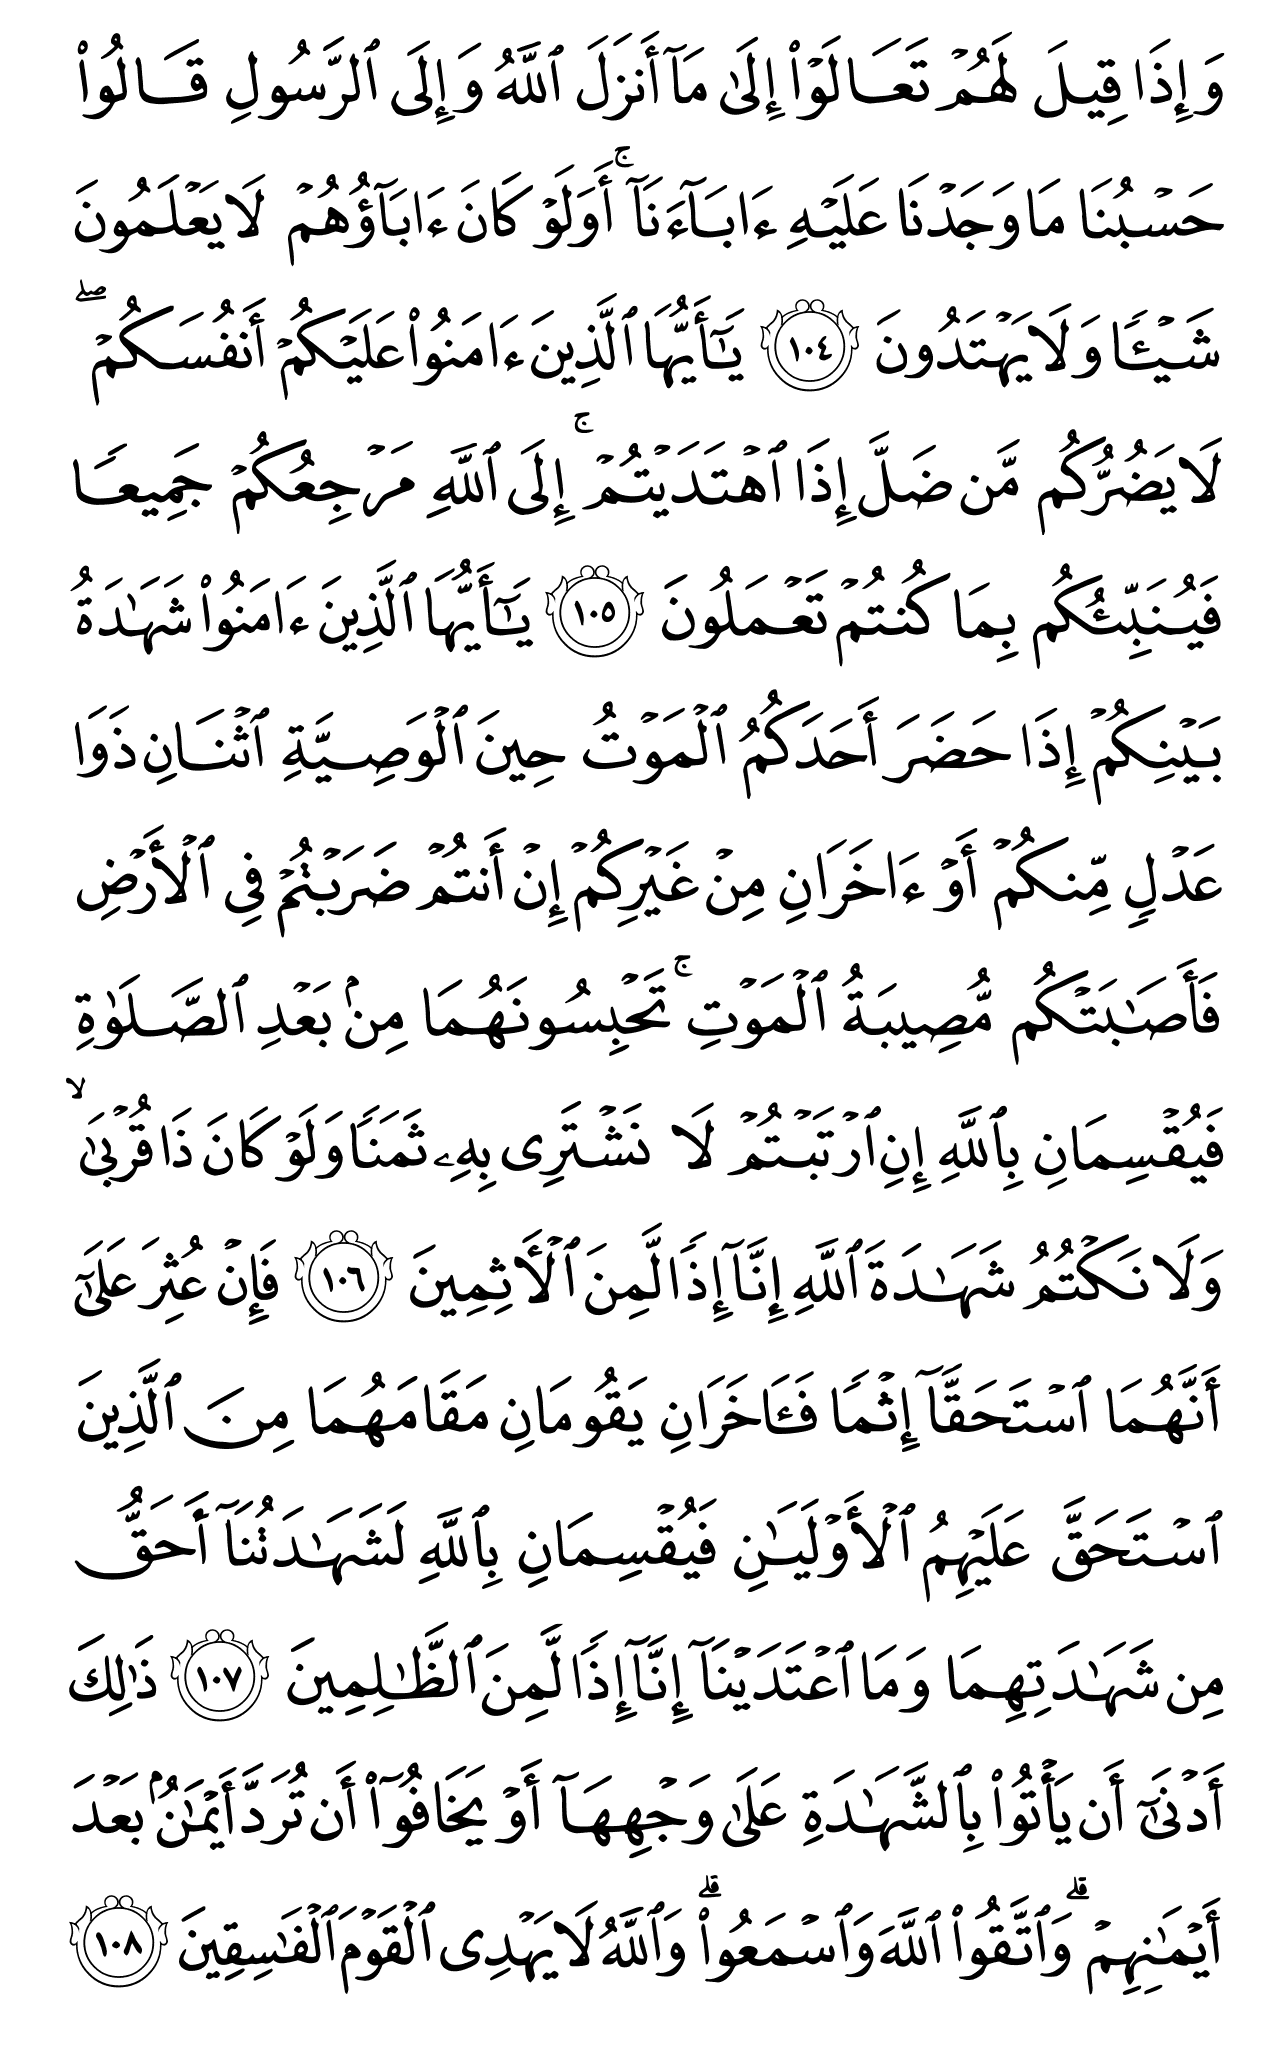 وَإِذَا قِيلَ لَهُمۡ تَعَالَوۡاْ إِلَىٰ مَآ أَنزَلَ ٱللَّهُ وَإِلَى ٱلرَّسُولِ قَالُواْ
حَسۡبُنَا مَا وَجَدۡنَا عَلَيۡهِ ءَابَآءَنَآۚ أَوَلَوۡ كَانَ ءَابَآؤُهُمۡ لَا يَعۡلَمُونَ
شَيۡـٔٗا وَلَا يَهۡتَدُونَ ١٠٤ يَٰٓأَيُّهَا ٱلَّذِينَ ءَامَنُواْ عَلَيۡكُمۡ أَنفُسَكُمۡۖ
لَا يَضُرُّكُم مَّن ضَلَّ إِذَا ٱهۡتَدَيۡتُمۡۚ إِلَى ٱللَّهِ مَرۡجِعُكُمۡ جَمِيعٗا
فَيُنَبِّئُكُم بِمَا كُنتُمۡ تَعۡمَلُونَ ١٠٥ يَٰٓأَيُّهَا ٱلَّذِينَ ءَامَنُواْ شَهَٰدَةُ
بَيۡنِكُمۡ إِذَا حَضَرَ أَحَدَكُمُ ٱلۡمَوۡتُ حِينَ ٱلۡوَصِيَّةِ ٱثۡنَانِ ذَوَا
عَدۡلٖ مِّنكُمۡ أَوۡ ءَاخَرَانِ مِنۡ غَيۡرِكُمۡ إِنۡ أَنتُمۡ ضَرَبۡتُمۡ فِي ٱلۡأَرۡضِ
فَأَصَٰبَتۡكُم مُّصِيبَةُ ٱلۡمَوۡتِۚ تَحۡبِسُونَهُمَا مِنۢ بَعۡدِ ٱلصَّلَوٰةِ
فَيُقۡسِمَانِ بِٱللَّهِ إِنِ ٱرۡتَبۡتُمۡ لَا نَشۡتَرِي بِهِۦ ثَمَنٗا وَلَوۡ كَانَ ذَا قُرۡبَىٰ ۙ
وَلَا نَكۡتُمُ شَهَٰدَةَ ٱللَّهِ إِنَّآ إِذٗا لَّمِنَ ٱلۡأٓثِمِينَ ١٠٦ فَإِنۡ عُثِرَ عَلَىٰٓ
أَنَّهُمَا ٱسۡتَحَقَّآ إِثۡمٗا فَـَٔاخَرَانِ يَقُومَانِ مَقَامَهُمَا مِنَ ٱلَّذِينَ
ٱسۡتَحَقَّ عَلَيۡهِمُ ٱلۡأَوۡلَيَٰنِ فَيُقۡسِمَانِ بِٱللَّهِ لَشَهَٰدَتُنَآ أَحَقُّ
مِن شَهَٰدَتِهِمَا وَمَا ٱعۡتَدَيۡنَآ إِنَّآ إِذٗا لَّمِنَ ٱلظَّٰلِمِينَ ١٠٧ ذَٰلِكَ
أَدۡنَىٰٓ أَن يَأۡتُواْ بِٱلشَّهَٰدَةِ عَلَىٰ وَجۡهِهَآ أَوۡ يَخَافُوٓاْ أَن تُرَدَّ أَيۡمَٰنُۢ بَعۡدَ
أَيۡمَٰنِهِمۡۗ وَٱتَّقُواْ ٱللَّهَ وَٱسۡمَعُواْۗ وَٱللَّهُ لَا يَهۡدِي ٱلۡقَوۡمَ ٱلۡفَٰسِقِينَ ١٠٨